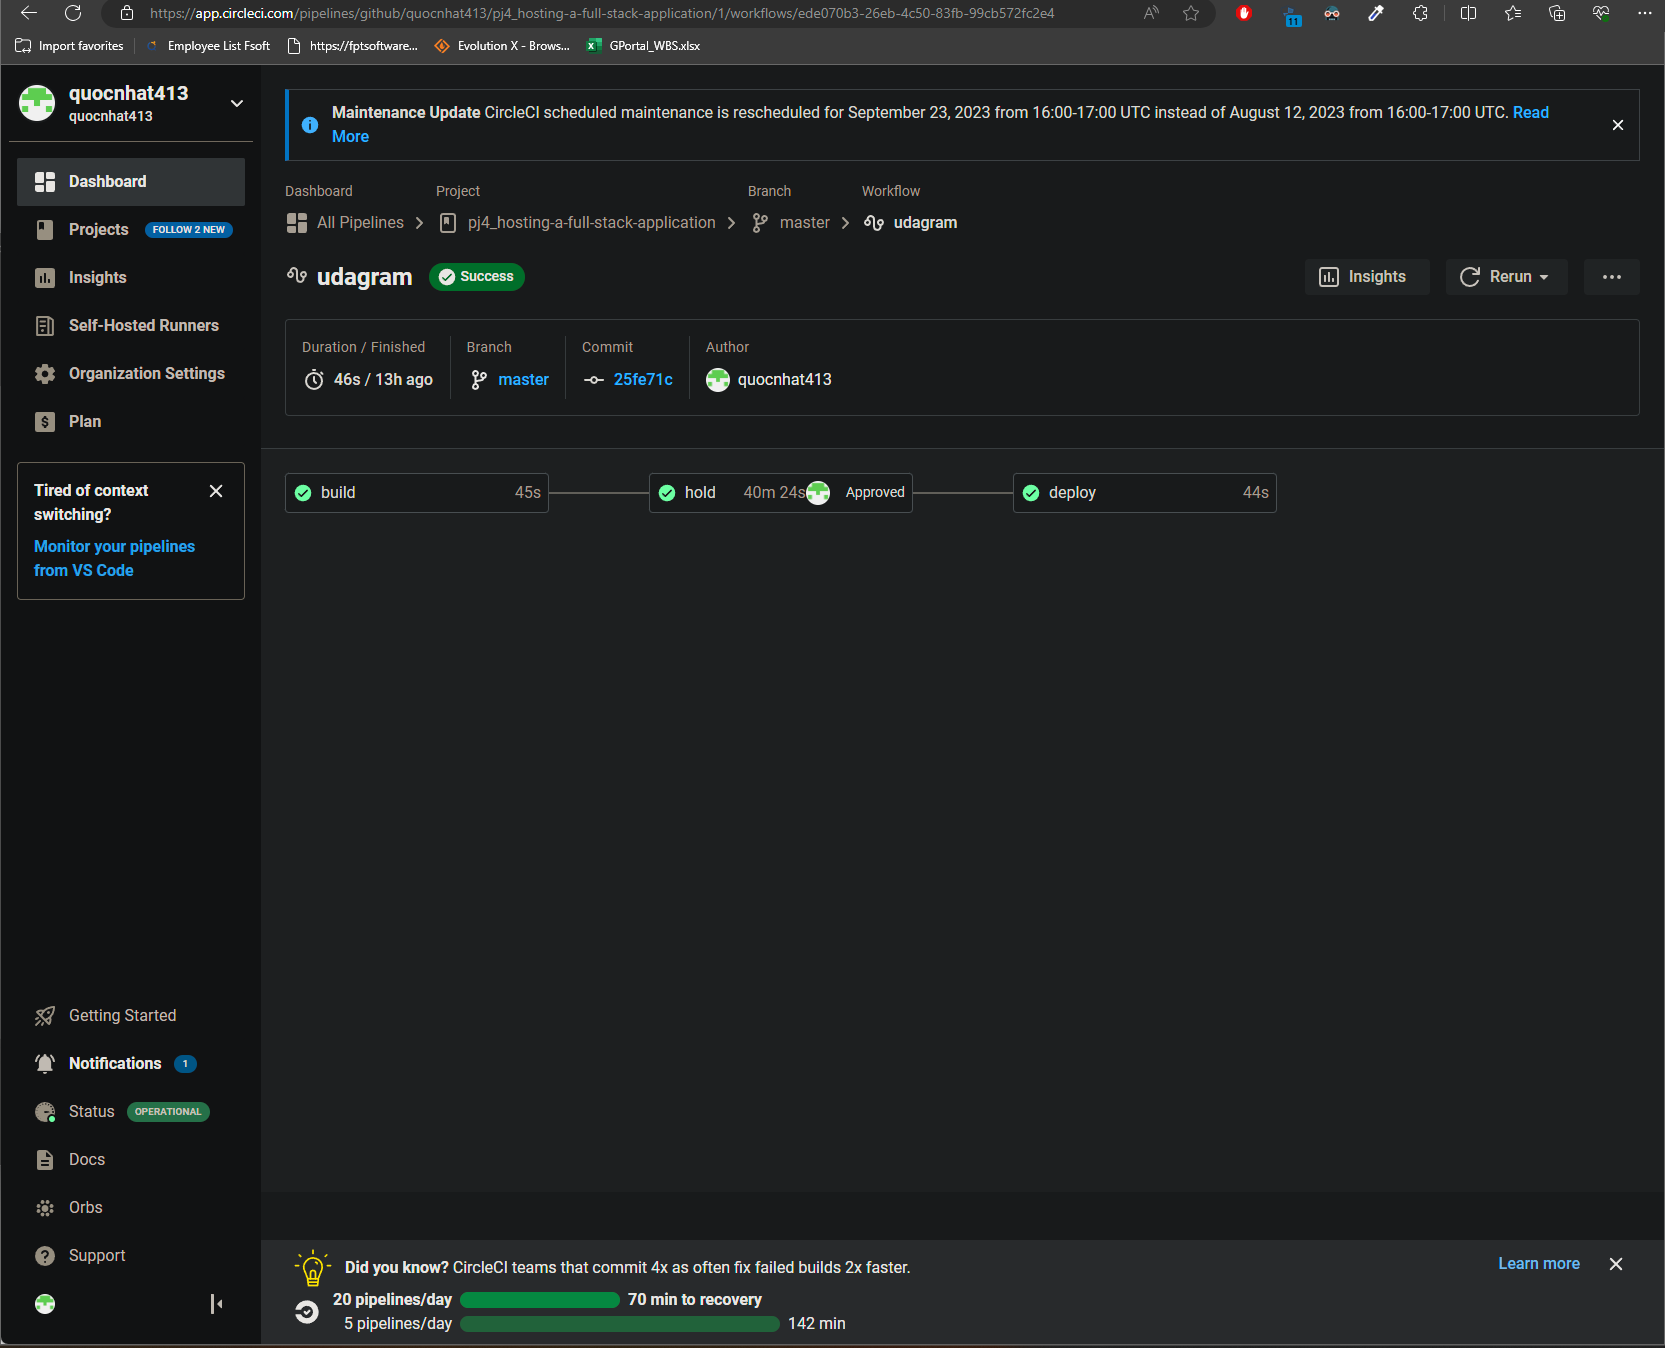 https://app.circleci.com/pipelines/github/quocnhat413/pj4_hosting-a-full-stack-application/1/workflows/ede070b3-26eb-4c50-83fb-99cb572fc2e4
11
Import favorites
Employee List Fsoft
https://fptsoftware...
Evolution X - Brows...
GPortal_WBS.xlsx
quocnhat413
quocnhat413
Dashboard
Projects FOLLOW 2 NEW
Insights
Self-Hosted Runners
Organization Settings
Plan
Tired of context
switching?
Monitor your pipelines
from VS Code
Getting Started
Notifications 1
Status OPERATIONAL
Docs
Orbs
Support
Maintenance Update CircleCI scheduled maintenance is rescheduled for September 23, 2023 from 16:00-17:00 UTC instead of August 12, 2023 from 16:00-17:00 UTC. Read
More
Dashboard Project Branch Workflow
All Pipelines pj4_hosting-a-full-stack-application master udagram
udagram Success Insights Rerun
Duration / Finished Branch Commit Author
46s / 13h ago master 25fe71c quocnhat413
build 45s hold 40m 24s Approved deploy 44s
Did you know? CircleCI teams that commit 4x as often fix failed builds 2x faster. Learn more
20 pipelines/day 70 min to recovery
5 pipelines/day 142 min